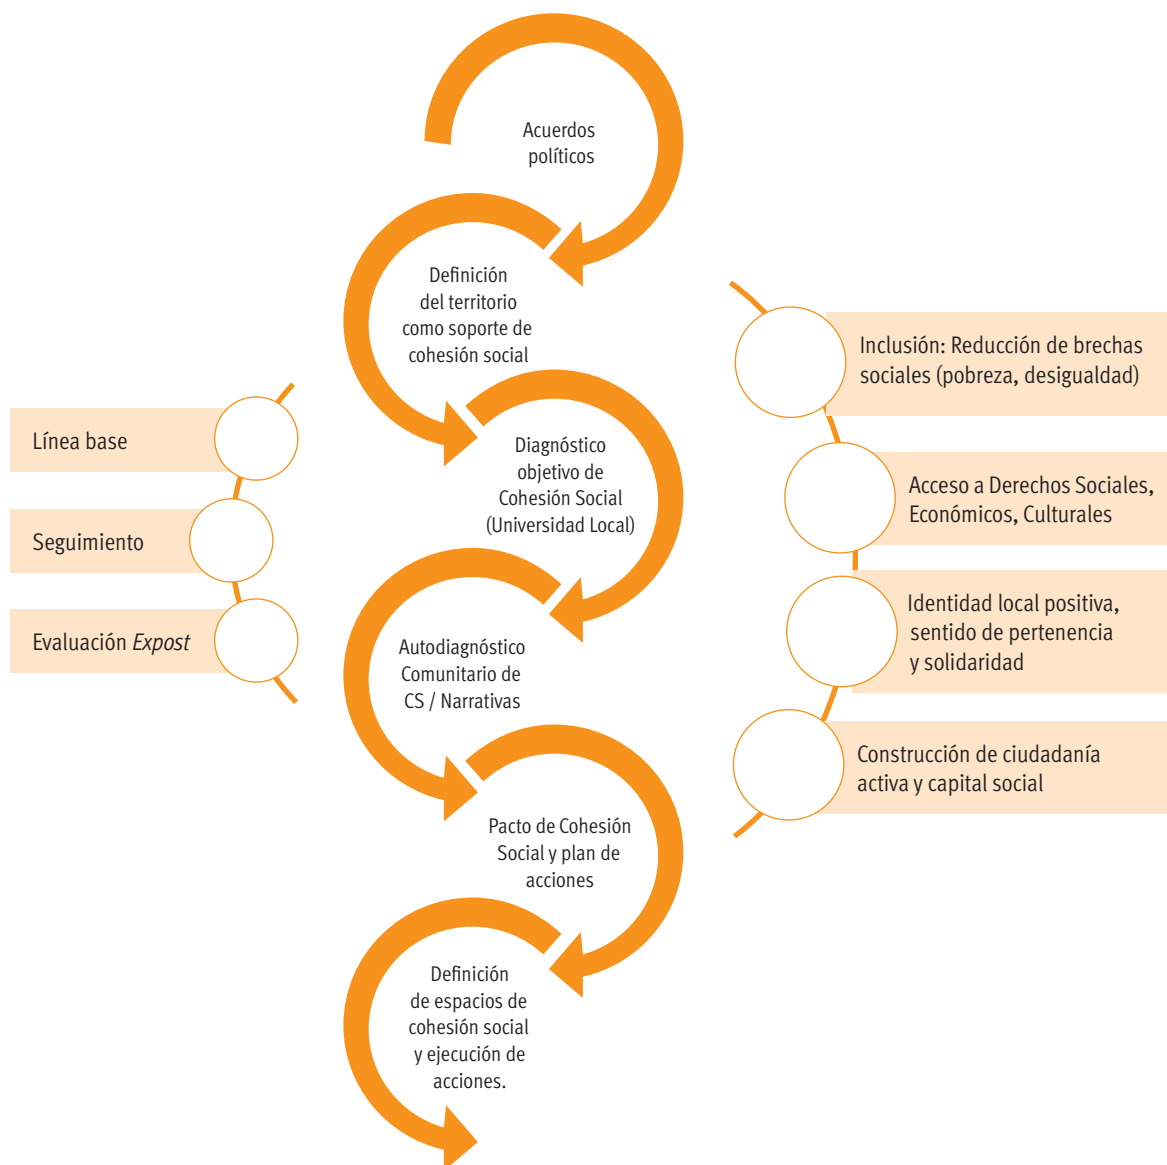 Acuerdos
políticos
Definición
del territorio
como soporte de
cohesión social
Diagnóstico
objetivo de
Cohesión Social
(Universidad Local)
Autodiagnóstico
Comunitario de
CS / Narrativas
Pacto de Cohesión
Social y plan de
acciones
Definición
de espacios de
cohesión social
y ejecución de
acciones.
Línea base
Seguimiento
Evaluación Expost
Inclusión: Reducción de brechas
sociales (pobreza, desigualdad)
Acceso a Derechos Sociales,
Económicos, Culturales
Identidad local positiva,
sentido de pertenencia
y solidaridad
Construcción de ciudadanía
activa y capital social